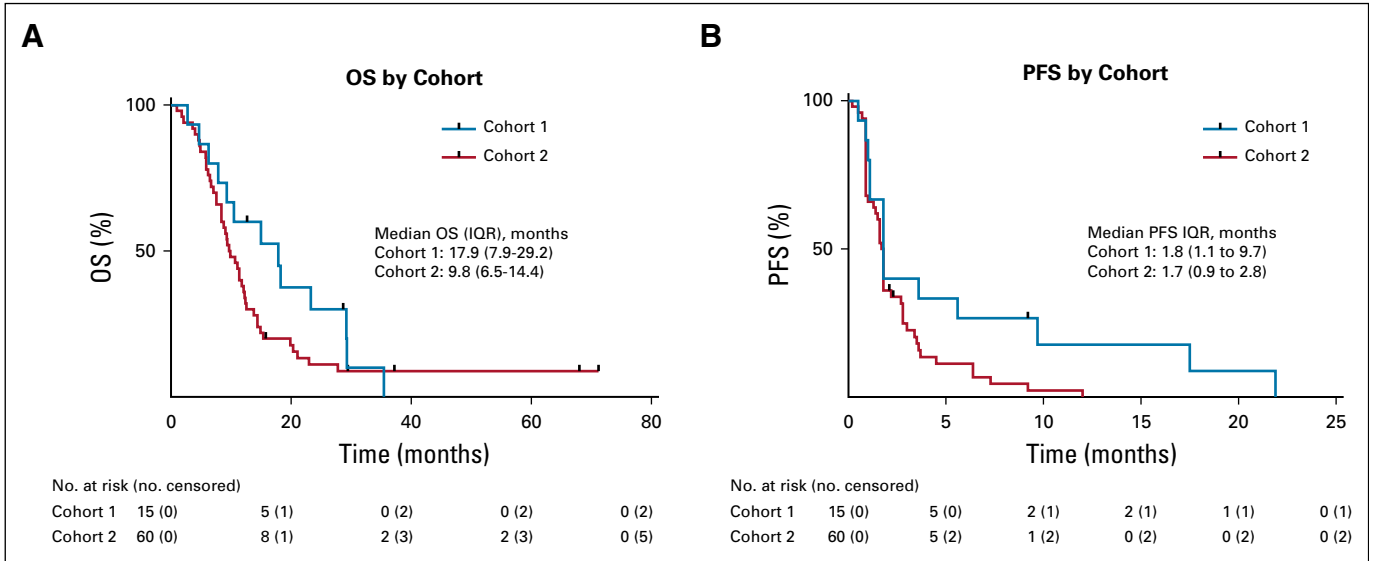 A
OS by Cohort
100
50
OS (%)
Cohort 1
Cohort 2
Median OS (IQR), months
Cohort 1: 17.9 (7.9-29.2)
Cohort 2: 9.8 (6.5-14.4)
0 20 40 60 80
Time (months)
No. at risk (no. censored)
Cohort 1 15 (0) 5 (1) 0 (2) 0 (2) 0 (2)
Cohort 2 60 (0) 8 (1) 2 (3) 2 (3) 0 (5)
B
PFS by Cohort
100
50
PFS (%)
Cohort 1
Cohort 2
Median PFS IQR, months
Cohort 1: 1.8 (1.1 to 9.7)
Cohort 2: 1.7 (0.9 to 2.8)
0 5 10 15 20 25
Time (months)
No. at risk (no. censored)
Cohort 1 15 (0) 5 (0) 2 (1) 2 (1) 1 (1) 0 (1)
Cohort 2 60 (0) 5 (2) 1 (2) 0 (2) 0 (2) 0 (2)